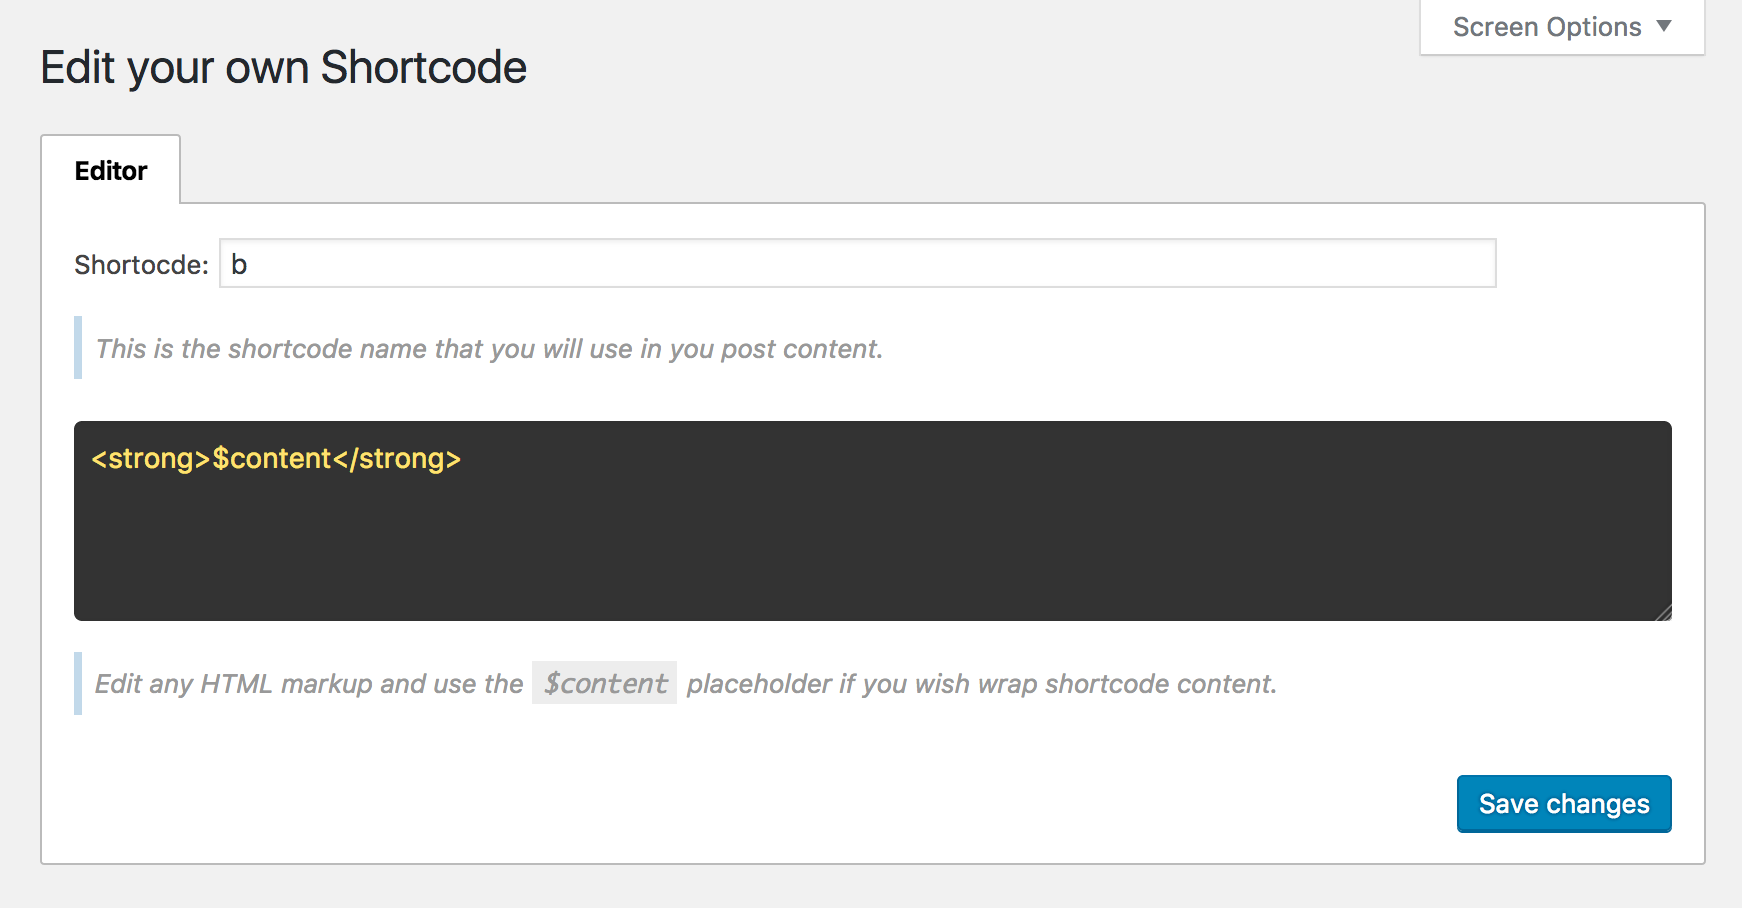 Screen Options ▼
Edit your own Shortcode
Editor
Shortocde: b
This is the shortcode name that you will use in you post content.
<strong>$content</strong>
Edit any HTML markup and use the $content placeholder if you wish wrap shortcode content.
Save changes